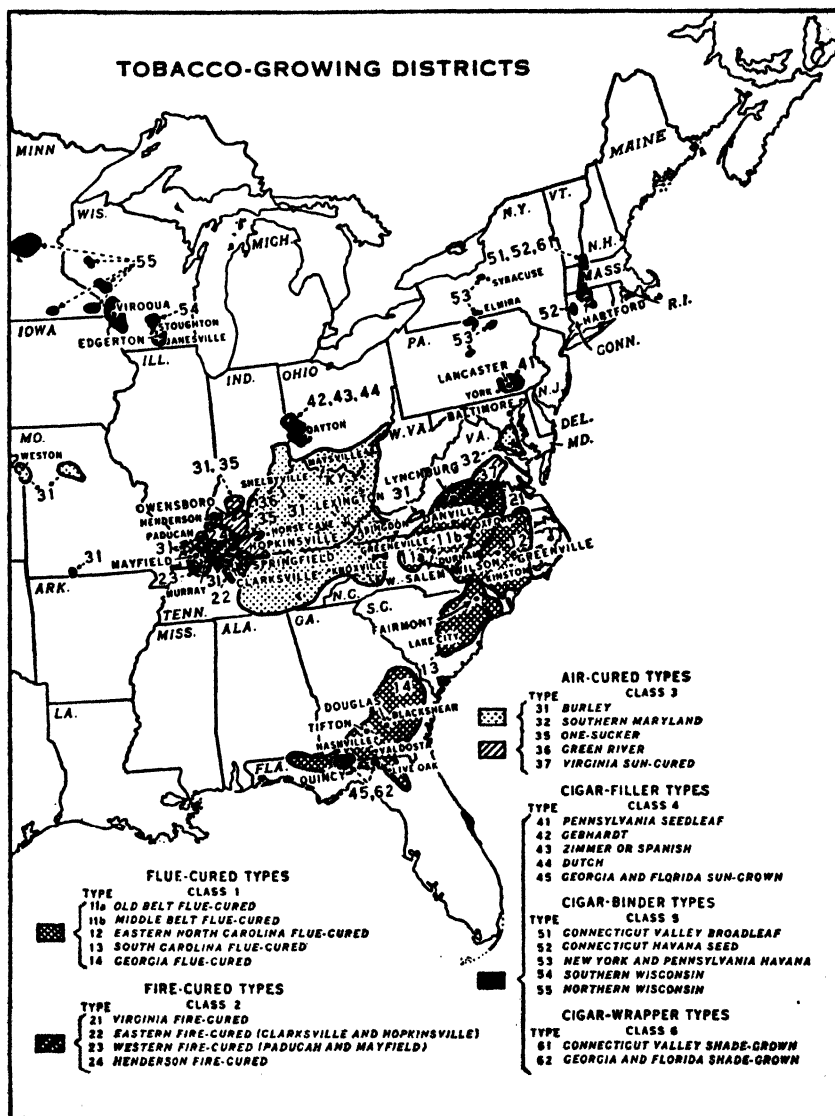 TOBACCO-GROWING DISTRICTS
MINN
MAINE
WIS.
N.Y.
VT.
MICH.
51, 52, 61
N.H.
55
SYRACUSE
MASS.
53
VIROQUA
54
ELMIRA
52
HARTFORD
R.I.
IOWA
STOUGHTON
EDGERTON
JANESVILLE
53
CONN.
PA.
ILL.
IND.
OHIO
LANCASTER
41
42, 43, 44
YORK
N.J.
BALTIMORE
DAYTON
DEL.
MO.
W.VA.
VA.
MD.
WESTON
MAYSVILLE
LYNCHBURG
32
31, 35
SHELBYVILLE
KY.
31
31
OWENSBORO
36
31
LEXINGTON
21
HENDERSON
35
DANVILLE
PADUCAH
HORSE CAVE
ABINGDON
31
HOPKINSVILLE
GREENEVILLE
11b
12
31
MAYFIELD
SPRINGFIELD
11a
DURHAM
GREENVILLE
23
CLARKSVILLE
KNOXVILLE
W. SALEM
WILSON
MURRAY
31
22
KINSTON
ARK.
TENN.
N.C.
MISS.
ALA.
GA.
S.C.
FAIRMONT
LAKE CITY
13
LA.
DOUGLAS
14
BLACKSHEAR
TIFTON
NASHVILLE
VALDOSTA
FLA.
QUINCY
LIVE OAK
45, 62
AIR-CURED TYPES
TYPE CLASS 3
31 BURLEY
32 SOUTHERN MARYLAND
35 ONE-SUCKER
36 GREEN RIVER
37 VIRGINIA SUN-CURED
CIGAR-FILLER TYPES
TYPE CLASS 4
41 PENNSYLVANIA SEEDLEAF
42 GEBHARDT
43 ZIMMER OR SPANISH
44 DUTCH
45 GEORGIA AND FLORIDA SUN-GROWN
CIGAR-BINDER TYPES
TYPE CLASS 5
51 CONNECTICUT VALLEY BROADLEAF
52 CONNECTICUT HAVANA SEED
53 NEW YORK AND PENNSYLVANIA HAVANA
54 SOUTHERN WISCONSIN
55 NORTHERN WISCONSIN
CIGAR-WRAPPER TYPES
TYPE CLASS 6
61 CONNECTICUT VALLEY SHADE-GROWN
62 GEORGIA AND FLORIDA SHADE-GROWN
FLUE-CURED TYPES
TYPE CLASS 1
11a OLD BELT FLUE-CURED
11b MIDDLE BELT FLUE-CURED
12 EASTERN NORTH CAROLINA FLUE-CURED
13 SOUTH CAROLINA FLUE-CURED
14 GEORGIA FLUE-CURED
FIRE-CURED TYPES
TYPE CLASS 2
21 VIRGINIA FIRE-CURED
22 EASTERN FIRE-CURED (CLARKSVILLE AND HOPKINSVILLE)
23 WESTERN FIRE-CURED (PADUCAH AND MAYFIELD)
24 HENDERSON FIRE-CURED